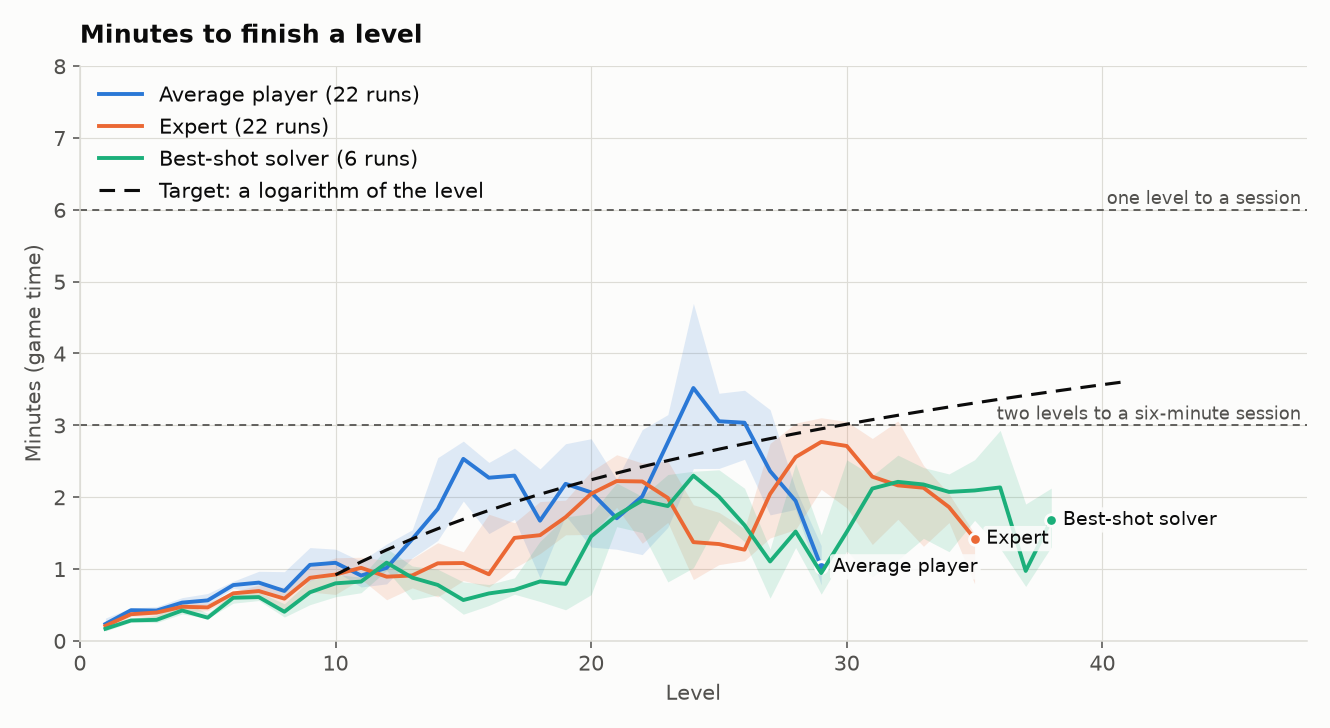 Minutes to finish a level
8
7
6
5
4
3
2
1
0
Minutes (game time)
Average player (22 runs)
Expert (22 runs)
Best-shot solver (6 runs)
Target: a logarithm of the level
one level to a session
two levels to a six-minute session
Best-shot solver
Expert
Average player
0 10 20 30 40
Level